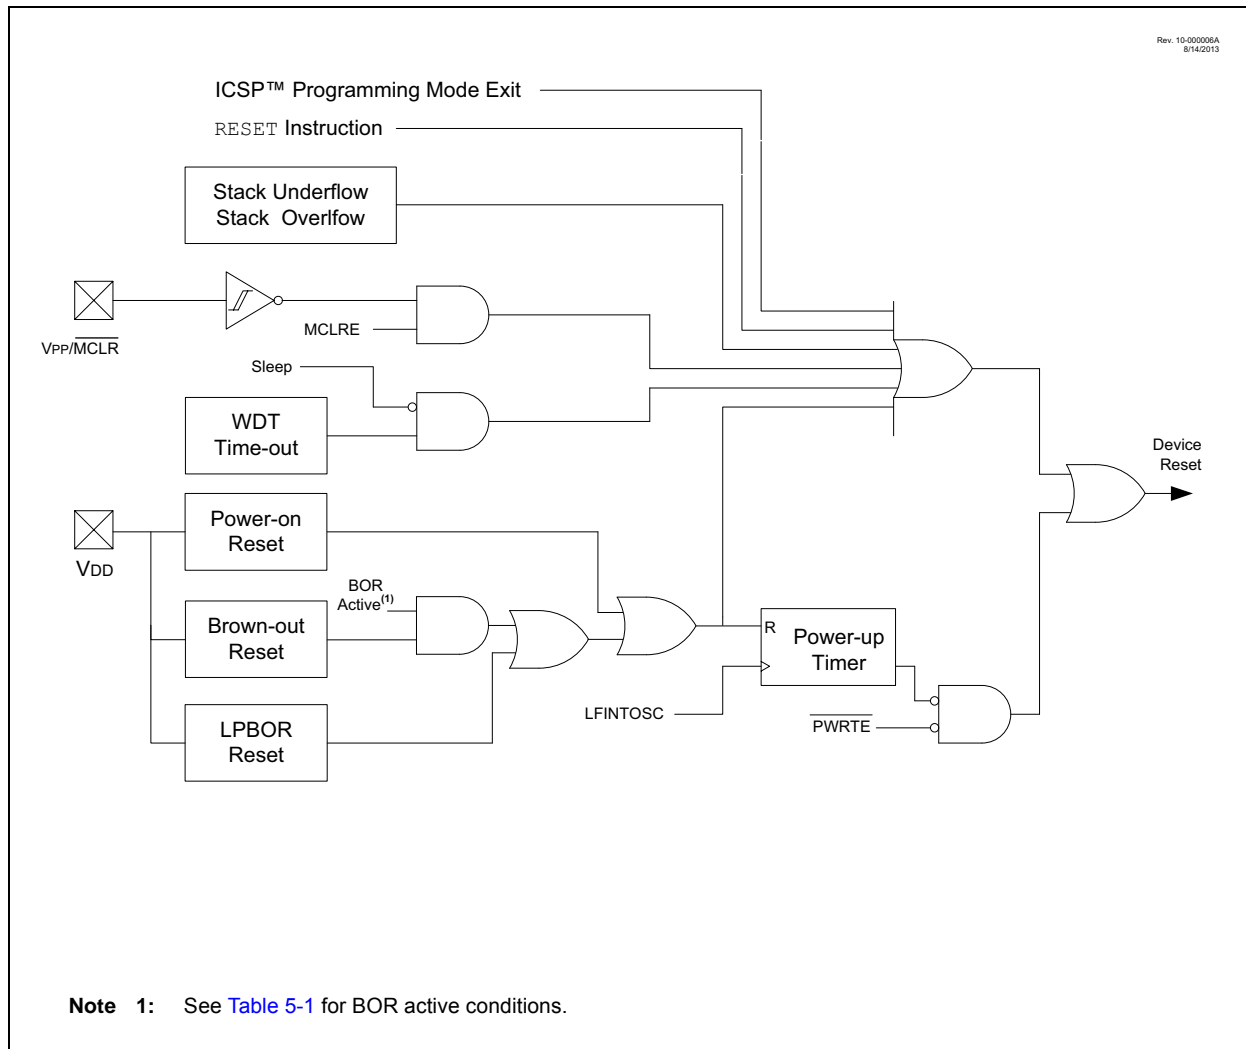 Rev. 10-000006A
8/14/2013
ICSP™ Programming Mode Exit
RESET Instruction
Stack Underflow
Stack Overlfow
VPP/M̅C̅L̅R̅
MCLRE
Sleep
WDT
Time-out
Device
Reset
VDD
Power-on
Reset
BOR
Active(1)
Brown-out
Reset
R
Power-up
Timer
LFINTOSC
P̅W̅R̅T̅E̅
LPBOR
Reset
Note 1: See Table 5-1 for BOR active conditions.